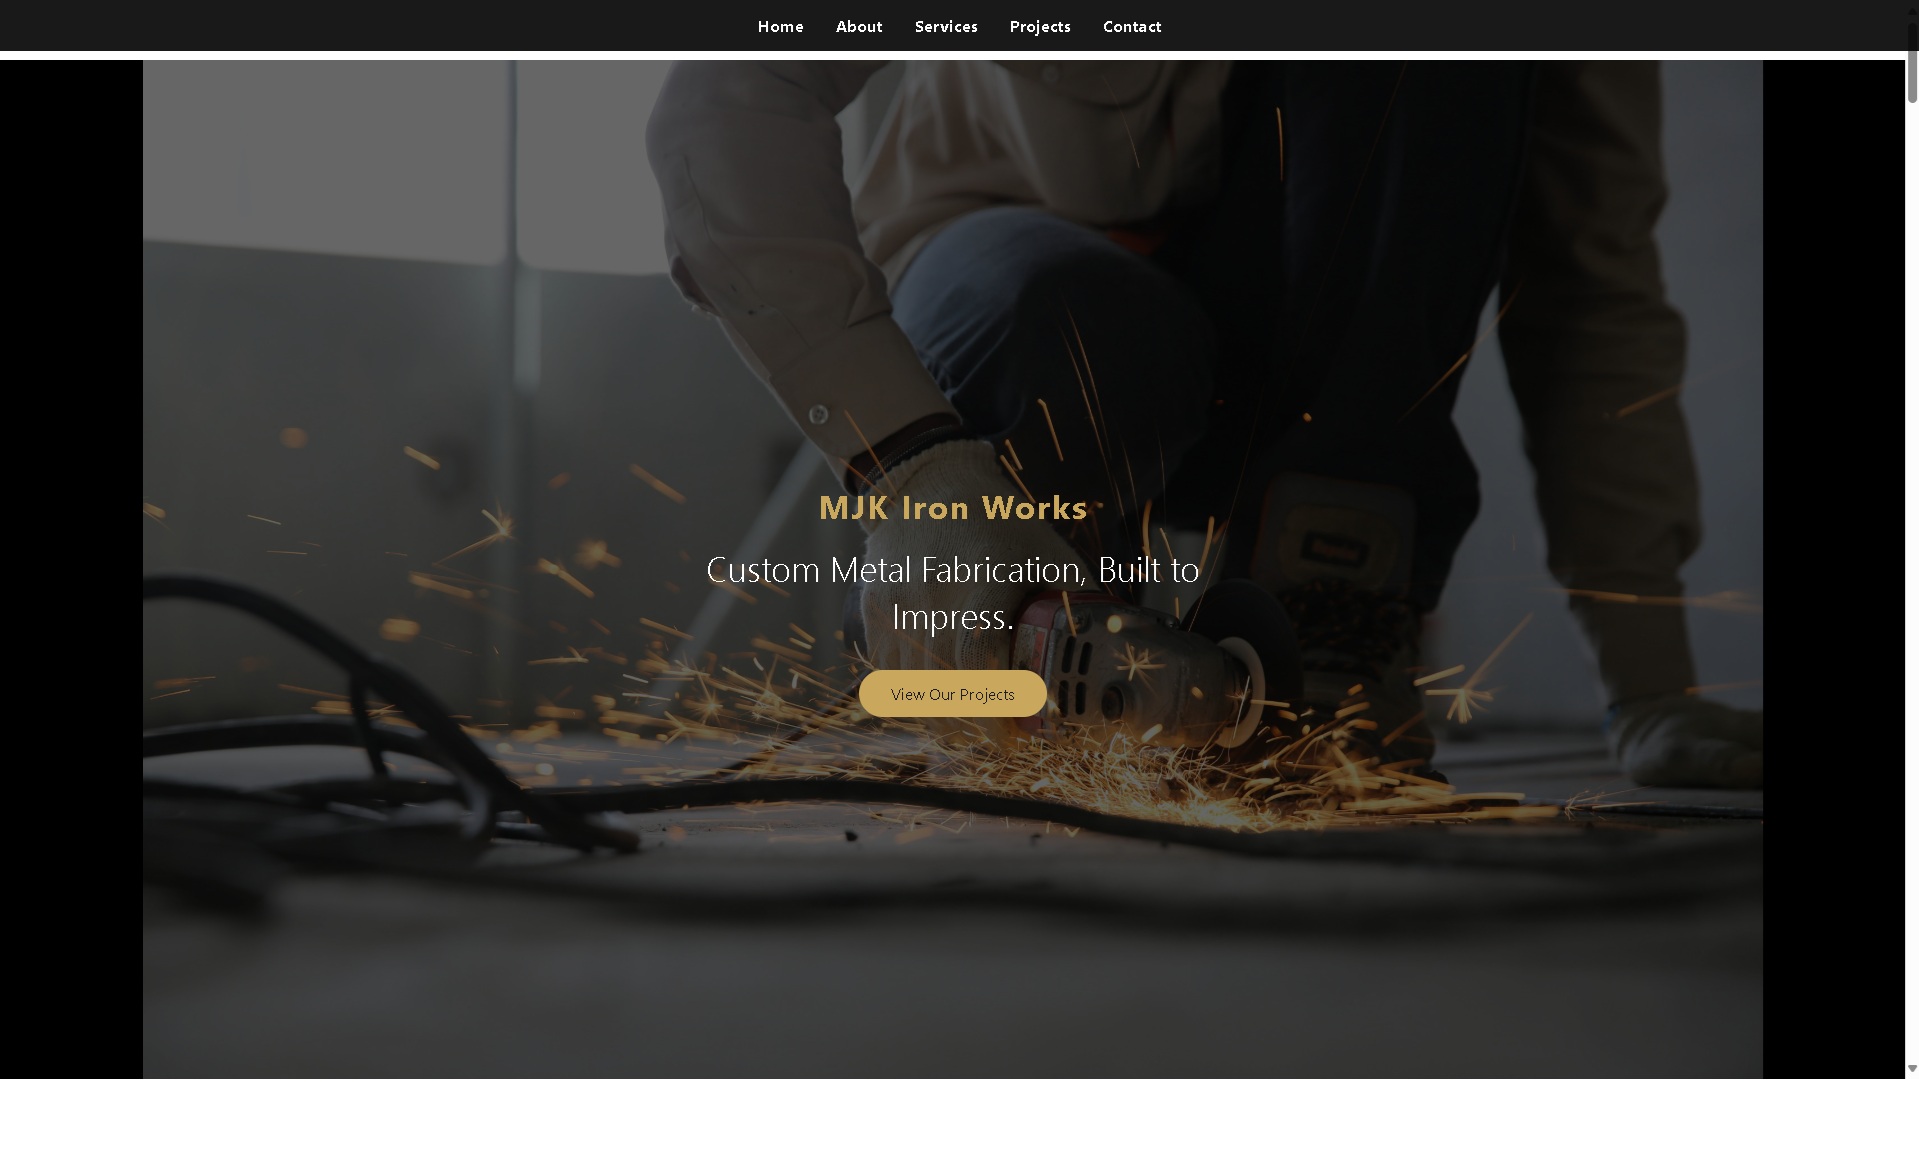 Home About Services Projects Contact
MJK Iron Works
Custom Metal Fabrication, Built to
Impress.
View Our Projects